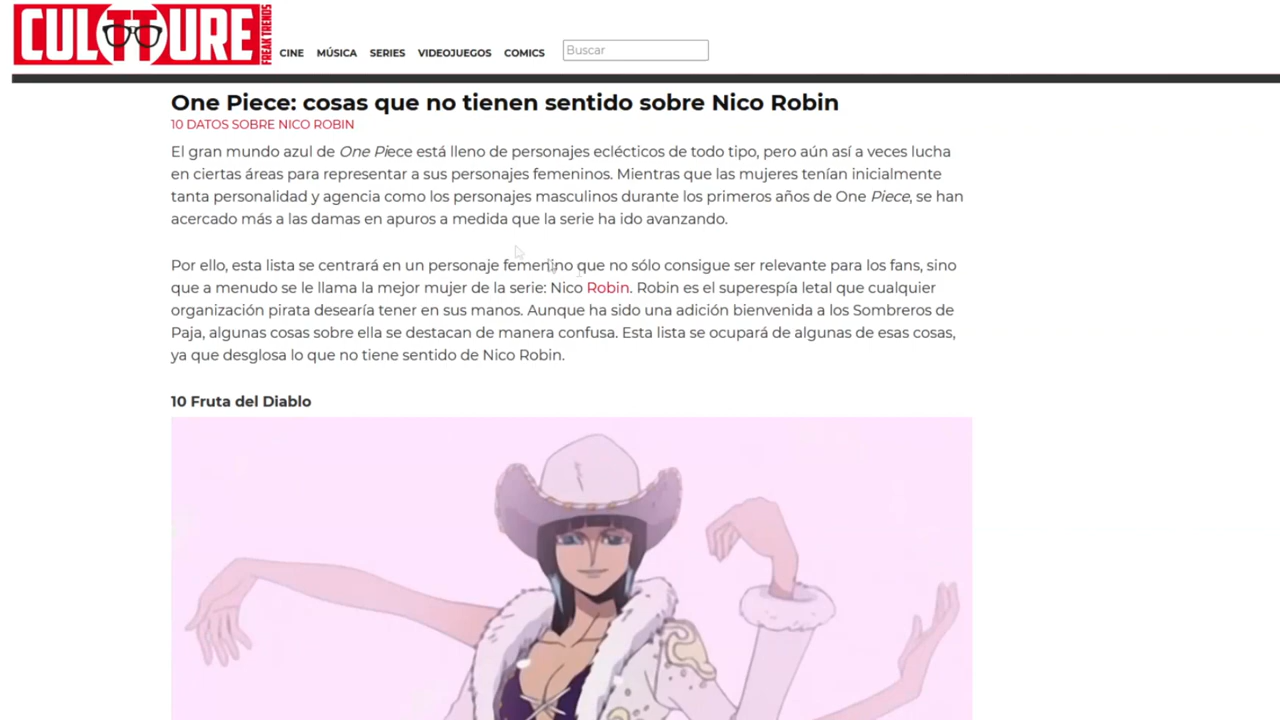 CULTTURE FREAK TRENDS
CINE MÚSICA SERIES VIDEOJUEGOS COMICS Buscar
One Piece: cosas que no tienen sentido sobre Nico Robin
10 DATOS SOBRE NICO ROBIN
El gran mundo azul de One Piece está lleno de personajes eclécticos de todo tipo, pero aún así a veces lucha
en ciertas áreas para representar a sus personajes femeninos. Mientras que las mujeres tenían inicialmente
tanta personalidad y agencia como los personajes masculinos durante los primeros años de One Piece, se han
acercado más a las damas en apuros a medida que la serie ha ido avanzando.
Por ello, esta lista se centrará en un personaje femenino que no sólo consigue ser relevante para los fans, sino
que a menudo se le llama la mejor mujer de la serie: Nico Robin. Robin es el superespía letal que cualquier
organización pirata desearía tener en sus manos. Aunque ha sido una adición bienvenida a los Sombreros de
Paja, algunas cosas sobre ella se destacan de manera confusa. Esta lista se ocupará de algunas de esas cosas,
ya que desglosa lo que no tiene sentido de Nico Robin.
10 Fruta del Diablo